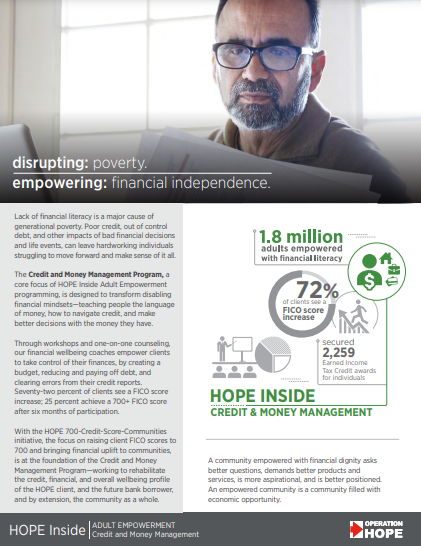 disrupting: poverty.
empowering: financial independence.
Lack of financial literacy is a major cause of
generational poverty. Poor credit, out of control
debt, and other impacts of bad financial decisions
and life events, can leave hardworking individuals
struggling to move forward and make sense of it all.
The Credit and Money Management Program, a
core focus of HOPE Inside Adult Empowerment
programming, is designed to transform disabling
financial mindsets—teaching people the language
of money, how to navigate credit, and make
better decisions with the money they have.
Through workshops and one-on-one counseling,
our financial wellbeing coaches empower clients
to take control of their finances, by creating a
budget, reducing and paying off debt, and
clearing errors from their credit reports.
Seventy-two percent of clients see a FICO score
increase; 25 percent achieve a 700+ FICO score
after six months of participation.
With the HOPE 700-Credit-Score-Communities
initiative, the focus on raising client FICO scores to
700 and bringing financial uplift to communities,
is at the foundation of the Credit and Money
Management Program—working to rehabilitate
the credit, financial, and overall wellbeing profile
of the HOPE client, and the future bank borrower,
and by extension, the community as a whole.
1.8 million
adults empowered
with financial literacy
72%
of clients see a
FICO score
increase
secured
2,259
Earned Income
Tax Credit awards
for individuals
HOPE INSIDE
CREDIT & MONEY MANAGEMENT
A community empowered with financial dignity asks
better questions, demands better products and
services, is more aspirational, and is better positioned.
An empowered community is a community filled with
economic opportunity.
HOPE Inside
ADULT EMPOWERMENT
Credit and Money Management
OPERATION
HOPE